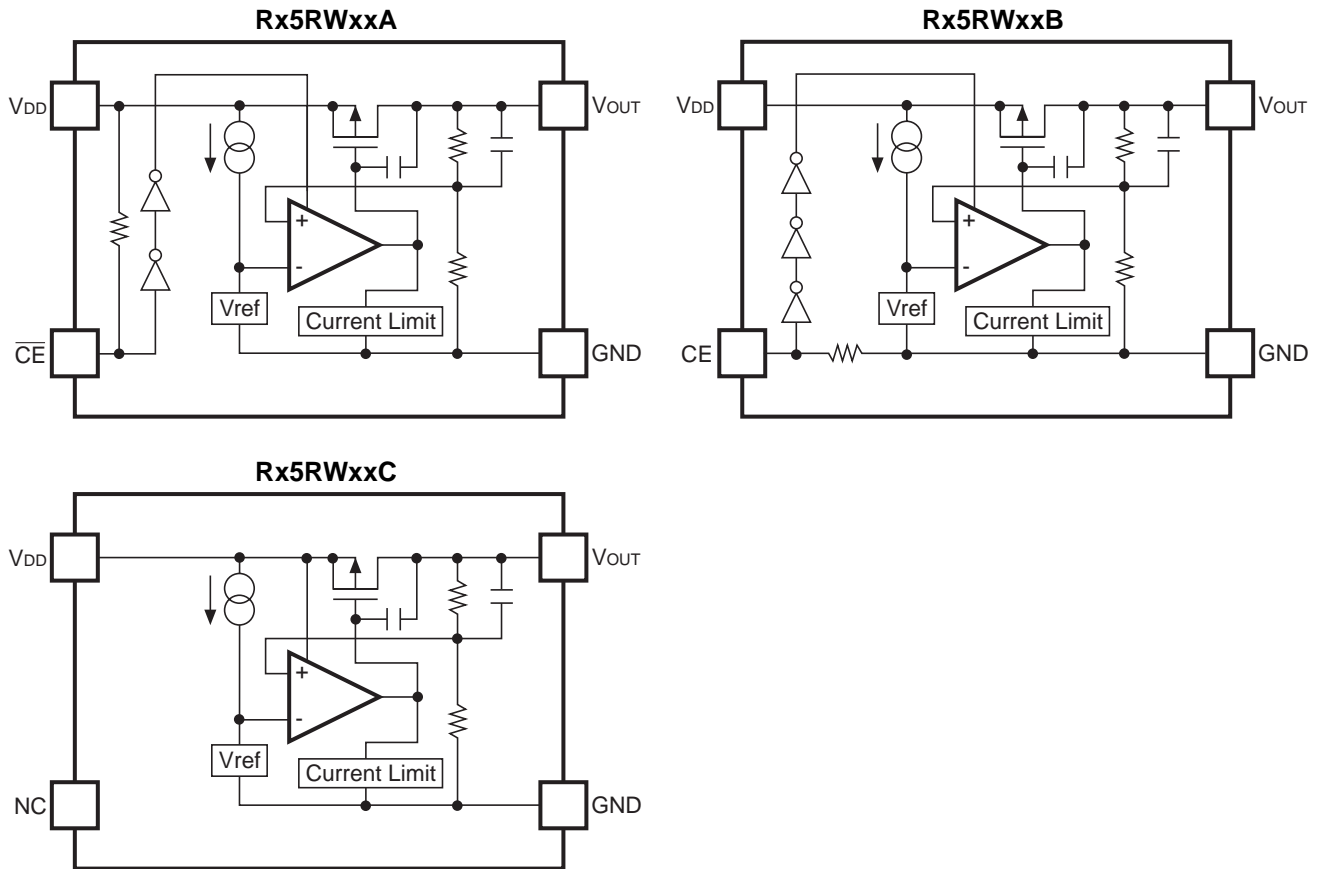 Rx5RWxxA
VDD
VOUT
+
-
Vref
Current Limit
CE
GND
Rx5RWxxB
VDD
VOUT
+
-
Vref
Current Limit
CE
GND
Rx5RWxxC
VDD
VOUT
+
-
Vref
Current Limit
NC
GND